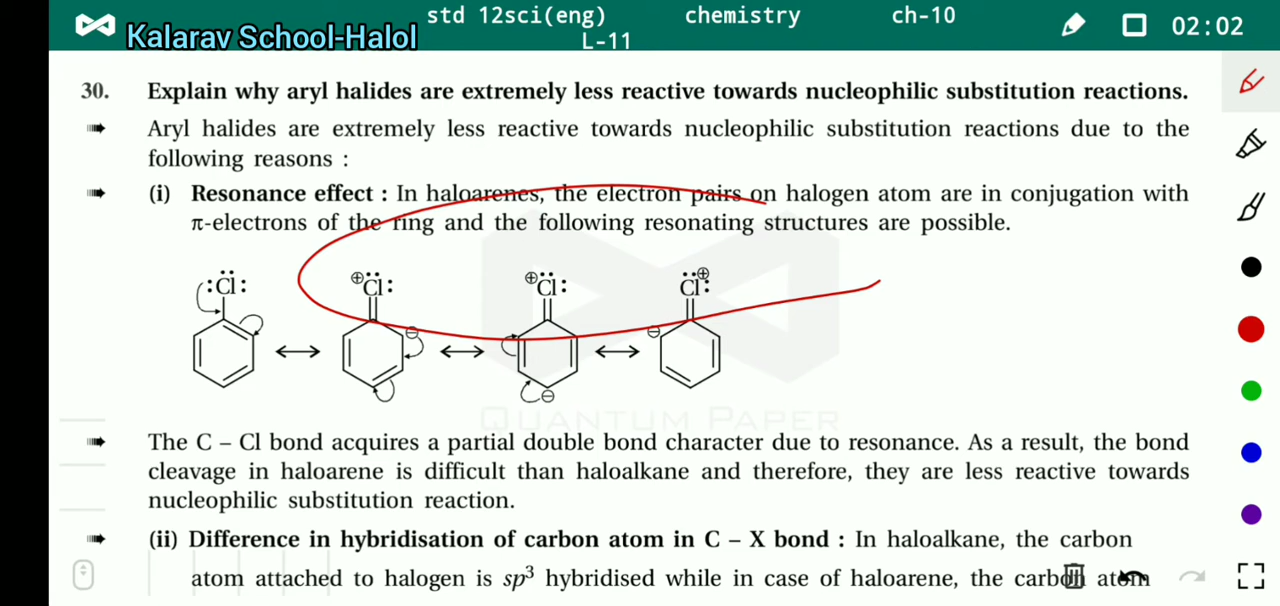 std 12sci(eng) chemistry ch-10
Kalarav School-Halol L-11 02:02
30. Explain why aryl halides are extremely less reactive towards nucleophilic substitution reactions.
Aryl halides are extremely less reactive towards nucleophilic substitution reactions due to the
following reasons :
(i) Resonance effect : In haloarenes, the electron pairs on halogen atom are in conjugation with
π-electrons of the ring and the following resonating structures are possible.
:C̈l: ⊕C̈l: ⊕C̈l: C̈l⊕:
⊖ ⊖ ⊖
QUANTUM PAPER
The C – Cl bond acquires a partial double bond character due to resonance. As a result, the bond
cleavage in haloarene is difficult than haloalkane and therefore, they are less reactive towards
nucleophilic substitution reaction.
(ii) Difference in hybridisation of carbon atom in C – X bond : In haloalkane, the carbon
atom attached to halogen is sp³ hybridised while in case of haloarene, the carbon atom